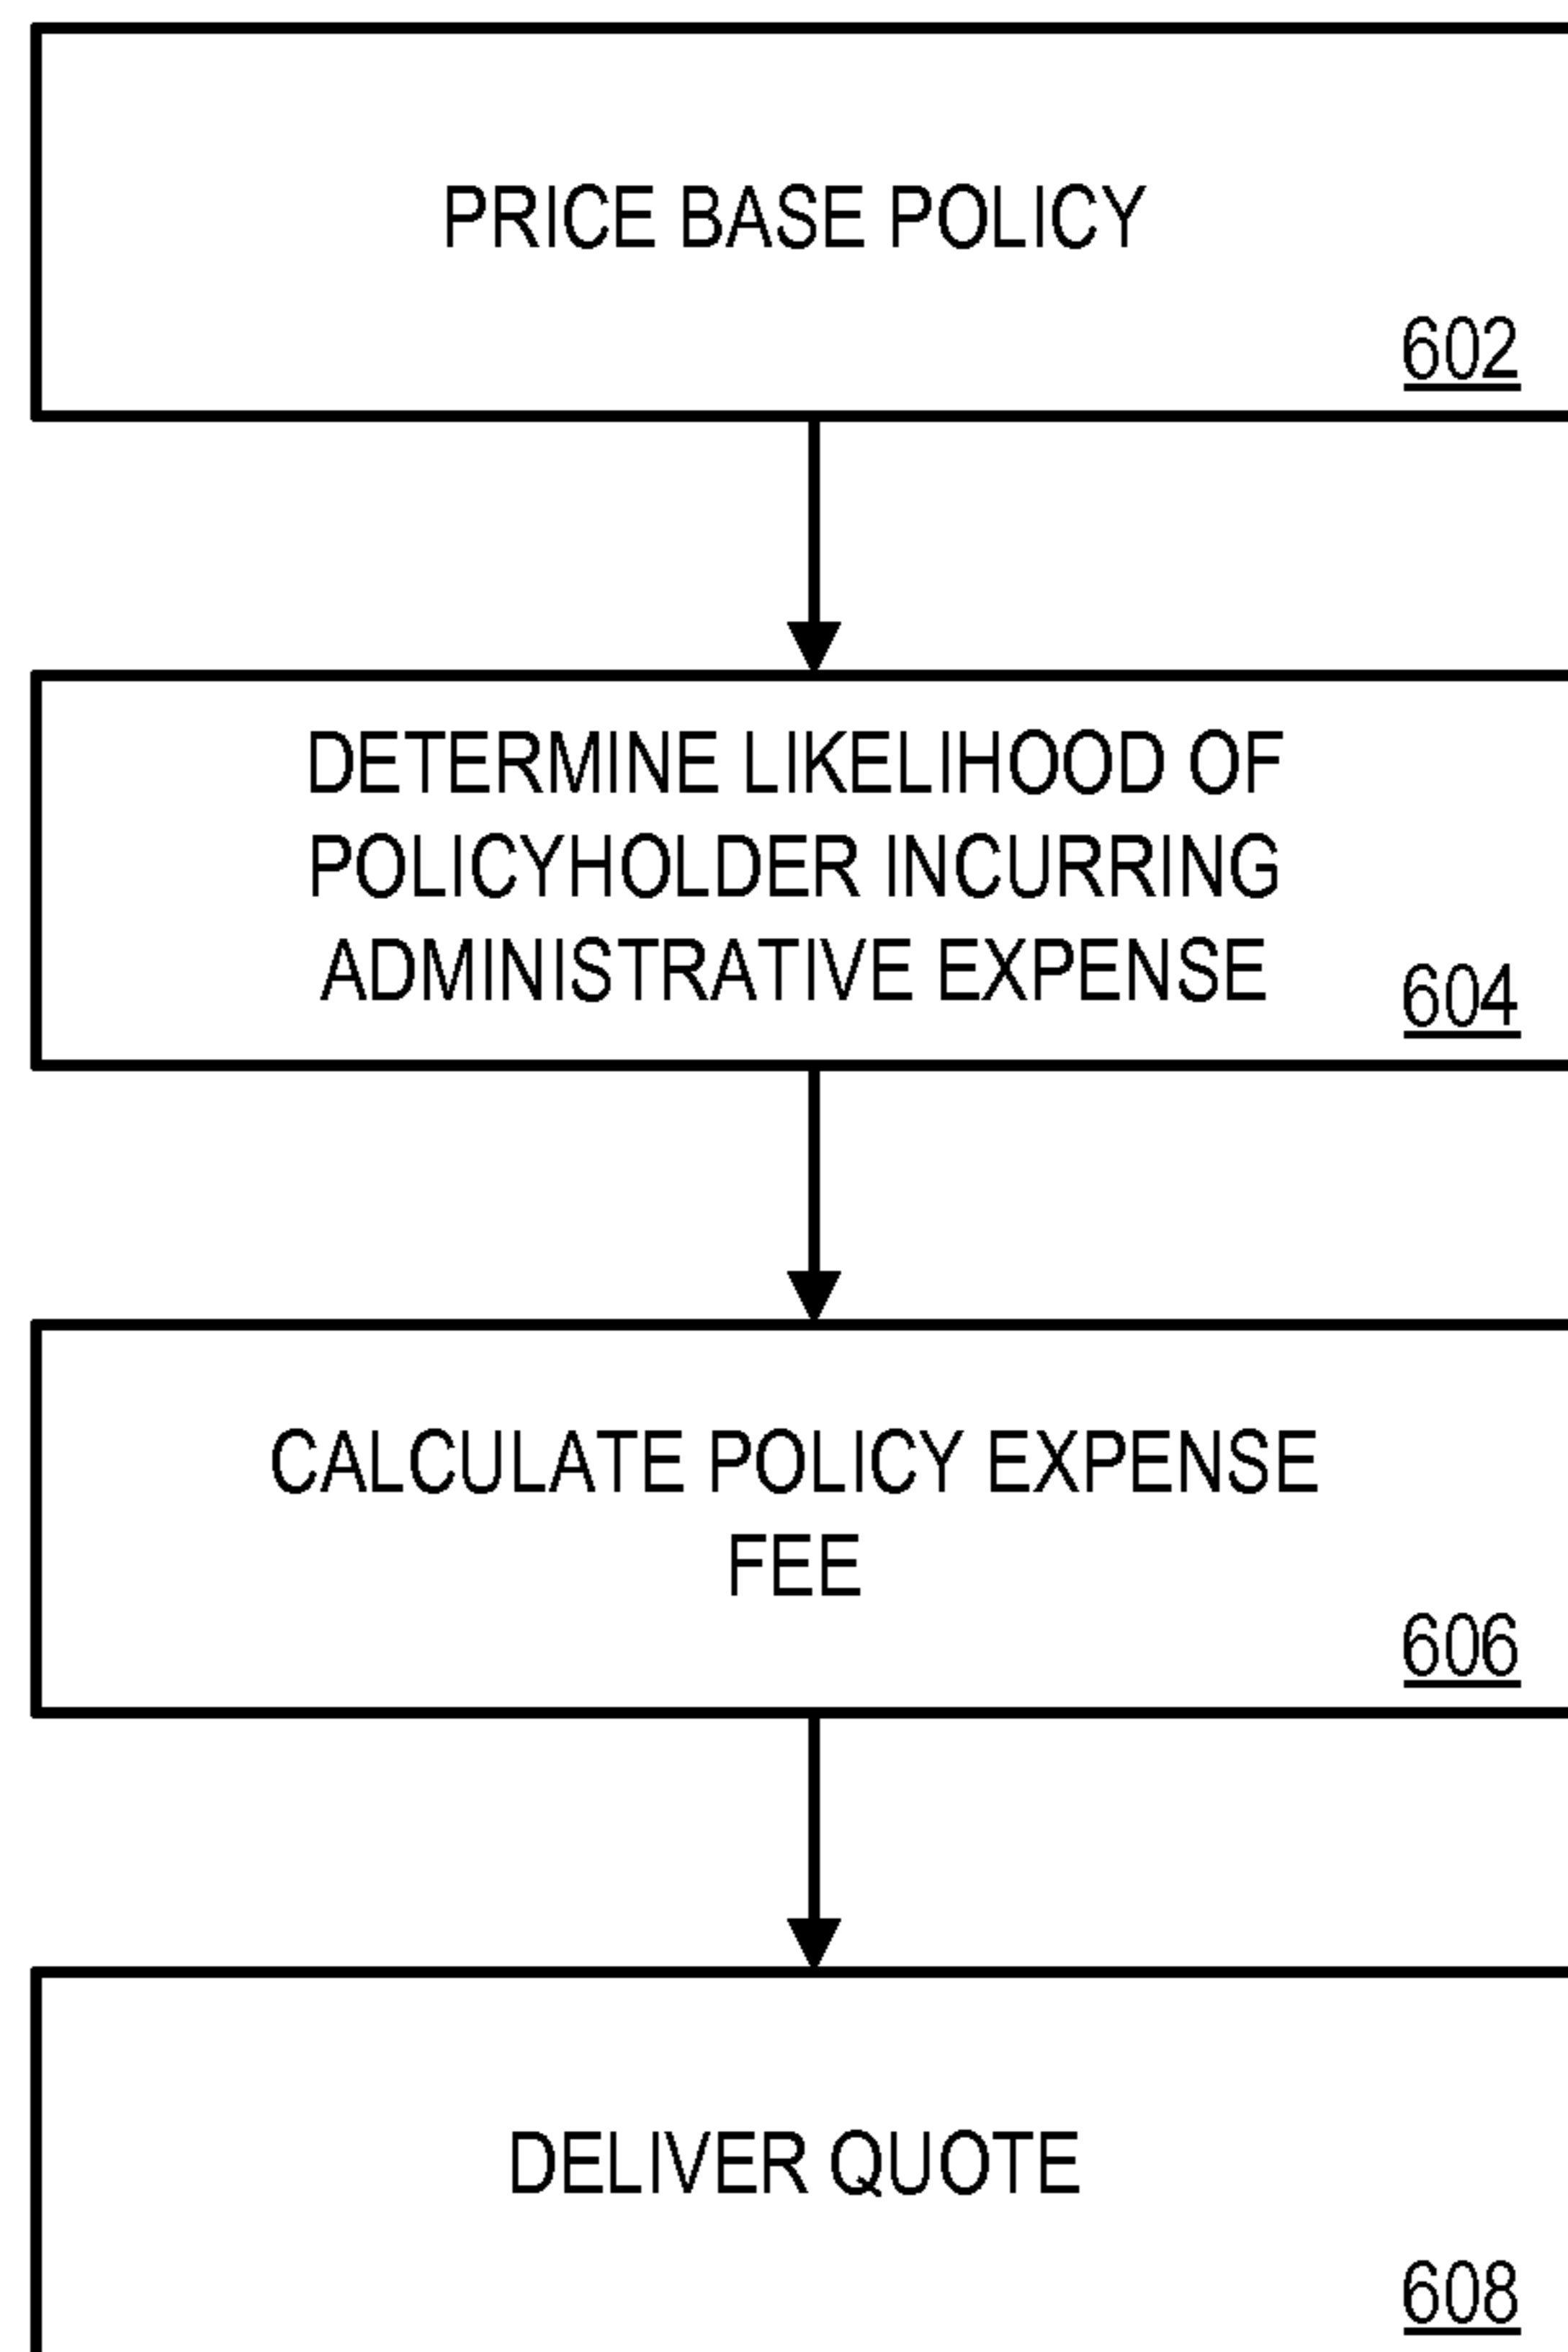 PRICE BASE POLICY
602
DETERMINE LIKELIHOOD OF
POLICYHOLDER INCURRING
ADMINISTRATIVE EXPENSE
604
CALCULATE POLICY EXPENSE
FEE
606
DELIVER QUOTE
608